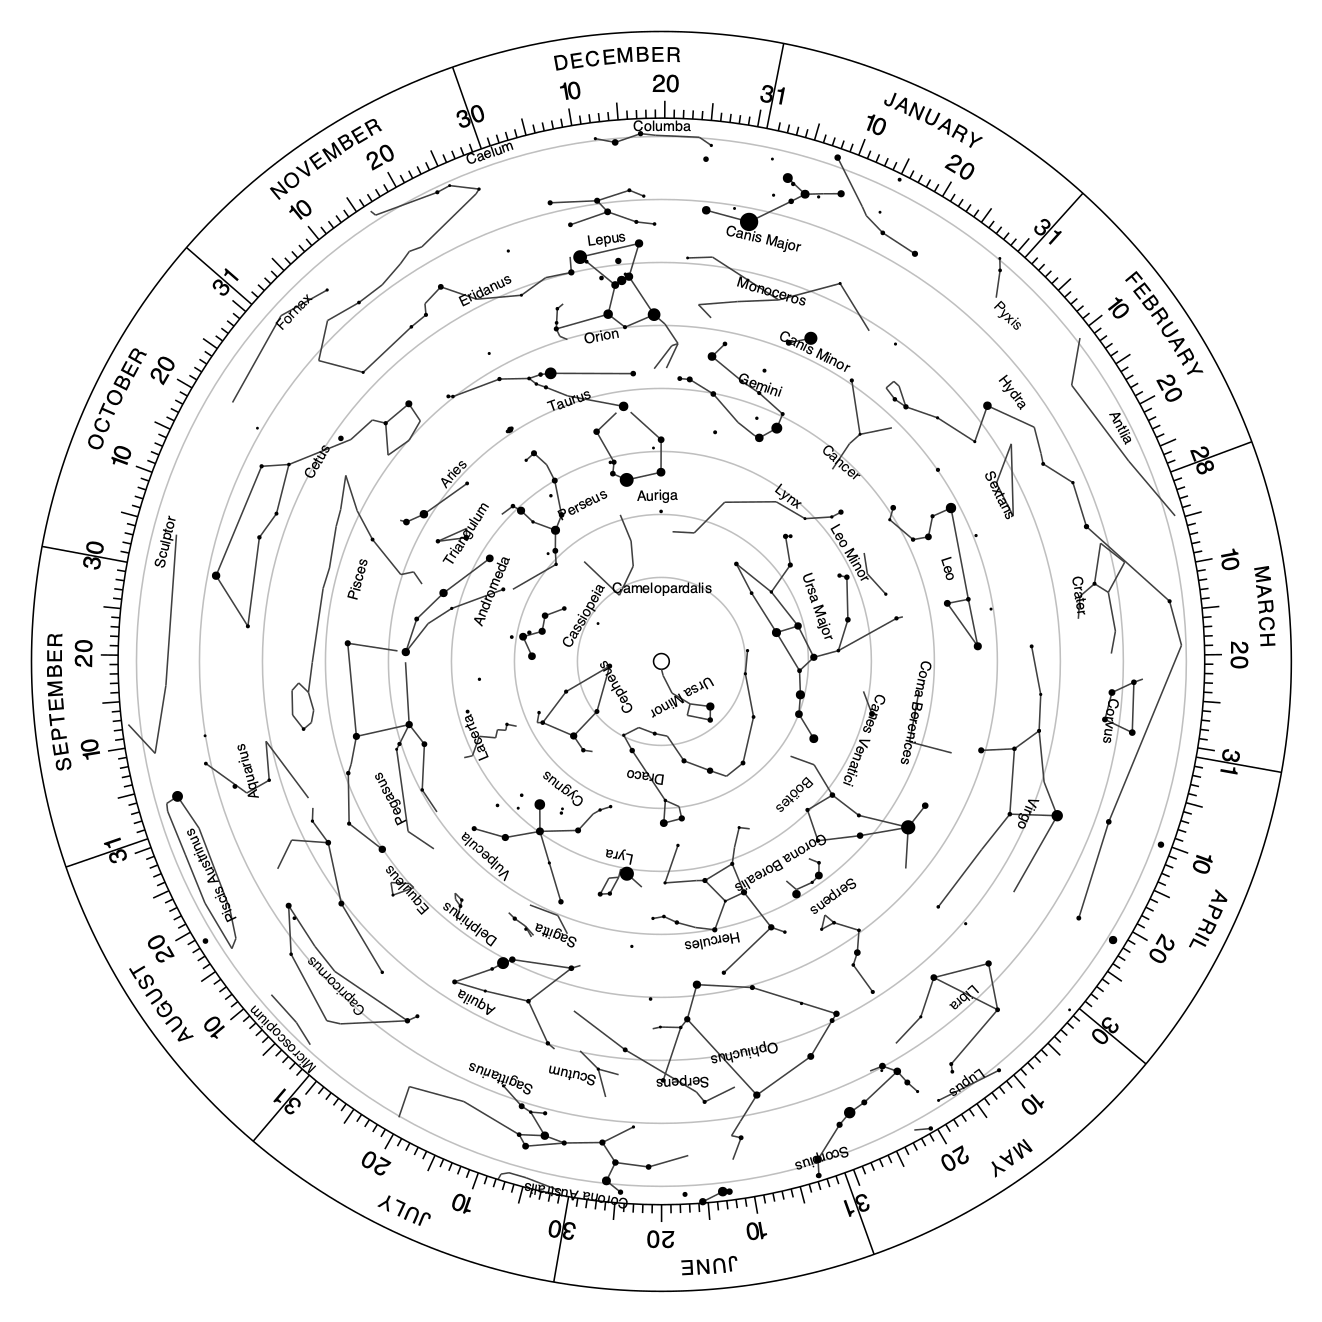 DECEMBER
10
20
31
JANUARY
10
20
31
FEBRUARY
10
20
28
MARCH
10
20
31
APRIL
10
20
30
MAY
10
20
31
JUNE
10
20
30
JULY
10
20
31
AUGUST
10
20
31
SEPTEMBER
10
20
30
OCTOBER
10
20
31
NOVEMBER
10
20
30
Columba
Caelum
Canis Major
Lepus
Eridanus
Fornax
Orion
Monoceros
Canis Minor
Pyxis
Hydra
Antlia
Taurus
Gemini
Cancer
Sextans
Cetus
Aries
Perseus
Auriga
Lynx
Leo Minor
Leo
Crater
Sculptor
Pisces
Triangulum
Andromeda
Cassiopeia
Camelopardalis
Ursa Major
Coma Berenices
Canes Venatici
Corvus
Virgo
Cepheus
Ursa Minor
Draco
Lacerta
Cygnus
Pegasus
Aquarius
Piscis Austrinus
Equuleus
Vulpecula
Delphinus
Sagitta
Lyra
Boötes
Corona Borealis
Serpens
Hercules
Aquila
Capricornus
Microscopium
Sagittarius
Scutum
Serpens
Ophiuchus
Libra
Lupus
Scorpius
Corona Australis